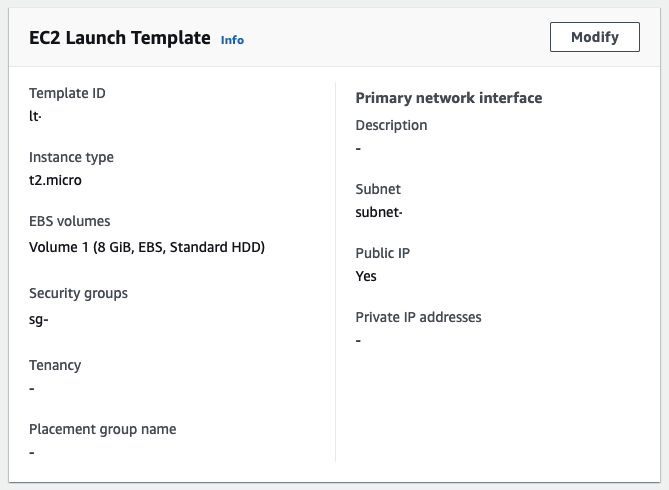 EC2 Launch Template Info
Modify
Template ID
lt-
Instance type
t2.micro
EBS volumes
Volume 1 (8 GiB, EBS, Standard HDD)
Security groups
sg-
Tenancy
-
Placement group name
-
Primary network interface
Description
-
Subnet
subnet-
Public IP
Yes
Private IP addresses
-